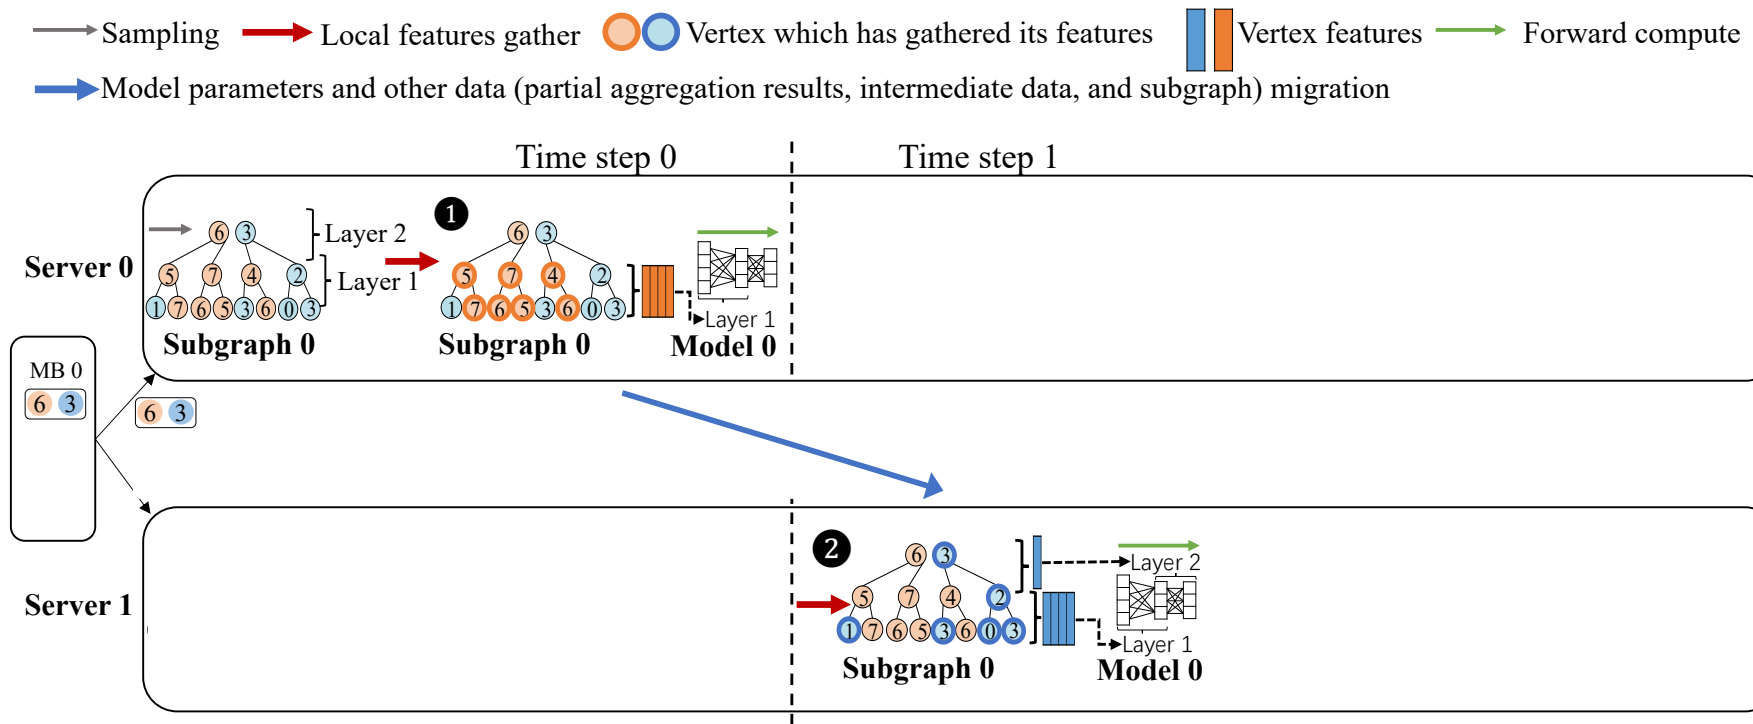 Sampling Local features gather Vertex which has gathered its features Vertex features Forward compute
Model parameters and other data (partial aggregation results, intermediate data, and subgraph) migration
Time step 0 Time step 1
Server 0
6 3 Layer 2
5 7 4 2 Layer 1
1 7 6 5 3 6 0 3
Subgraph 0
1
6 3
5 7 4 2
1 7 6 5 3 6 0 3
Subgraph 0
Layer 1
Model 0
MB 0
6 3
6 3
Server 1
2
6 3
5 7 4 2
1 7 6 5 3 6 0 3
Subgraph 0
Layer 2
Layer 1
Model 0